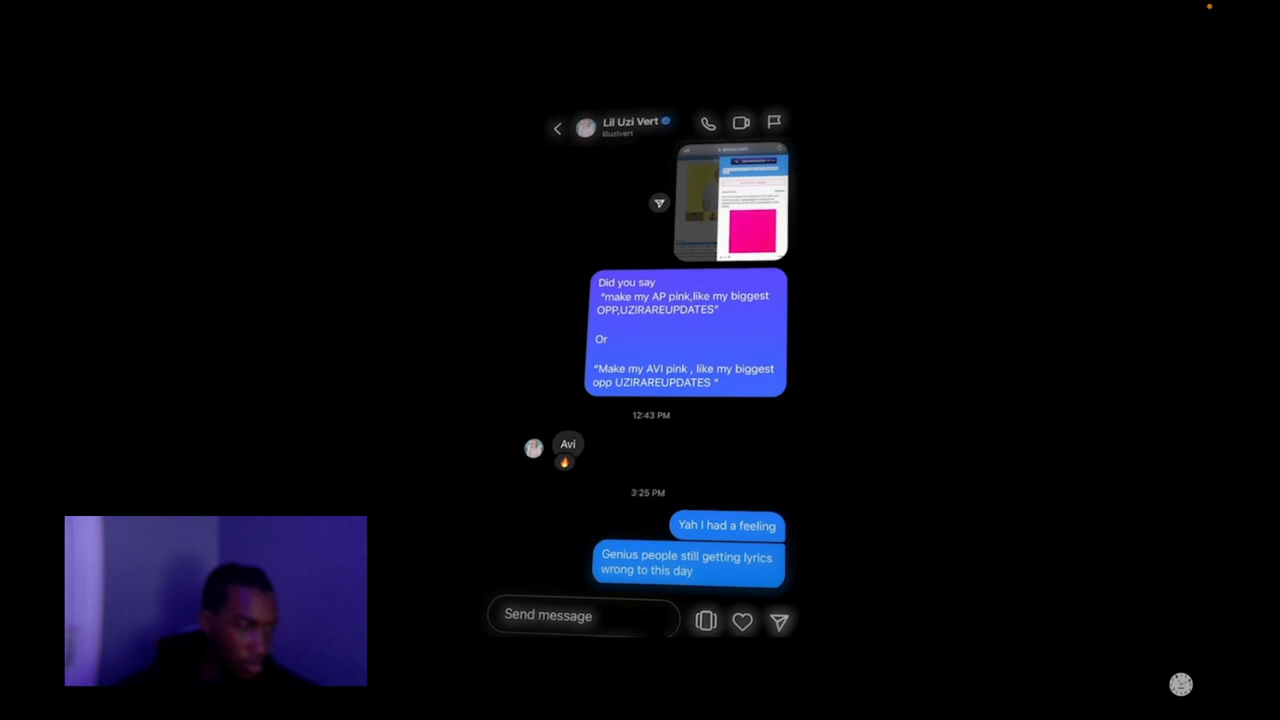 Lil Uzi Vert
liluzivert
Did you say
“make my AP pink,like my biggest
OPP,UZIRAREUPDATES”
Or
“Make my AVI pink , like my biggest
opp UZIRAREUPDATES “
12:43 PM
Avi
3:25 PM
Yah I had a feeling
Genius people still getting lyrics
wrong to this day
Send message